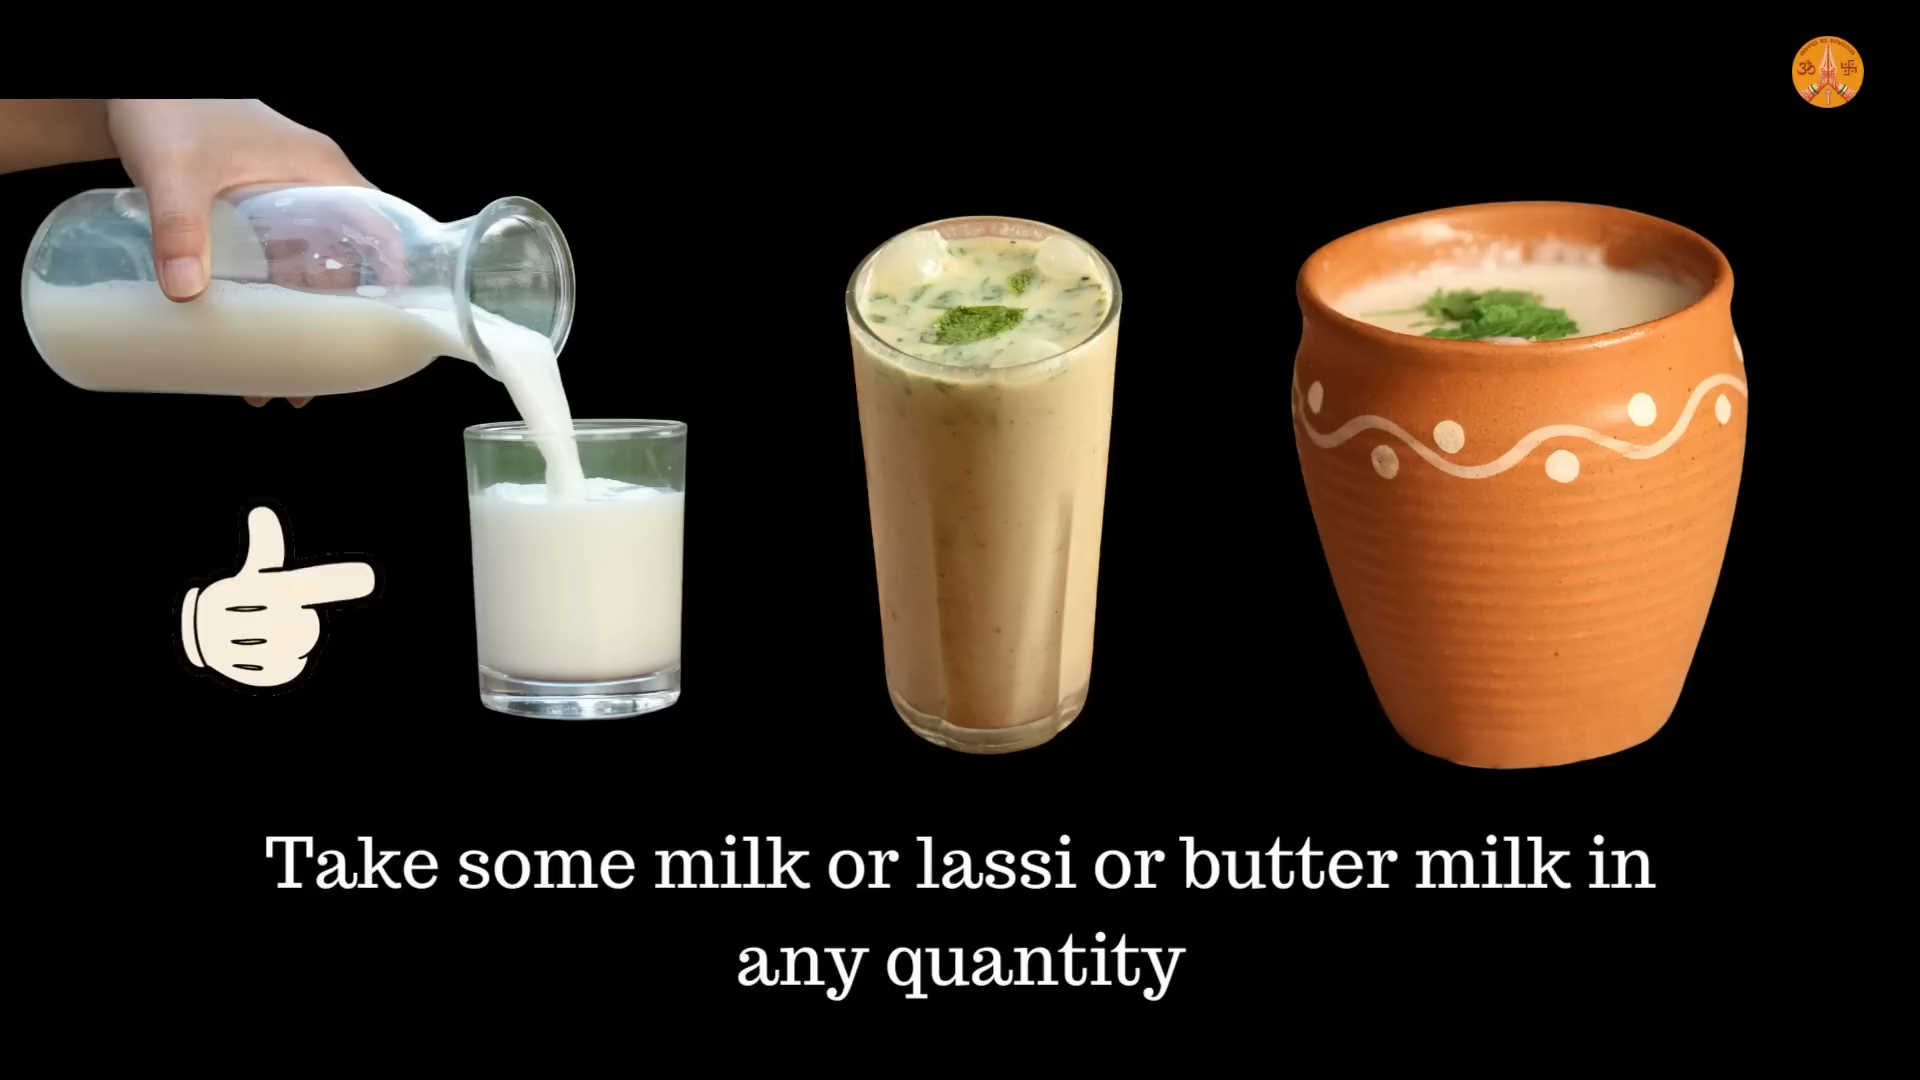 Take some milk or lassi or butter milk in
any quantity